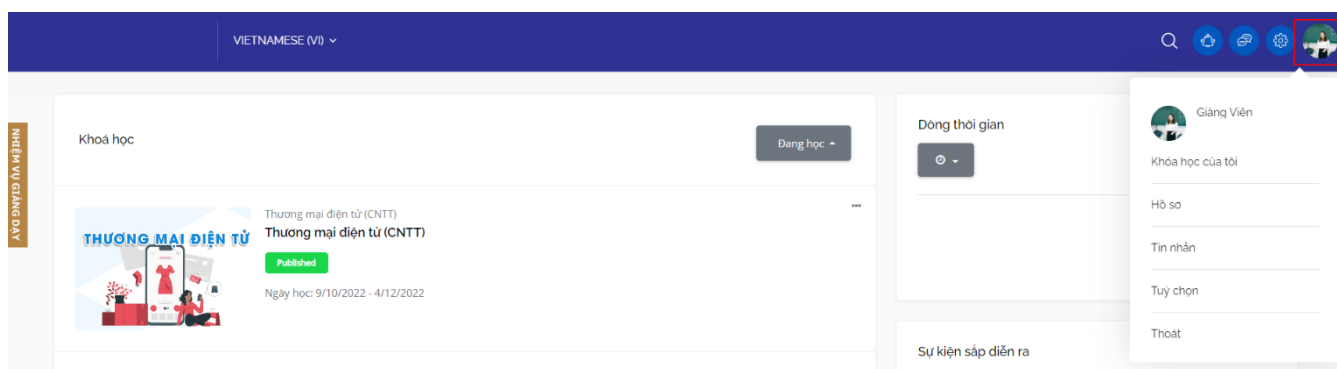 VIETNAMESE (VI)
NHIỆM VỤ GIẢNG DẠY
Khoá học
Đang học
THƯƠNG MẠI ĐIỆN TỬ
Thương mại điện tử (CNTT)
Thương mại điện tử (CNTT)
Published
Ngày học: 9/10/2022 - 4/12/2022
Dòng thời gian
Sự kiện sắp diễn ra
Giảng Viên
Khóa học của tôi
Hồ sơ
Tin nhắn
Tuỳ chọn
Thoát